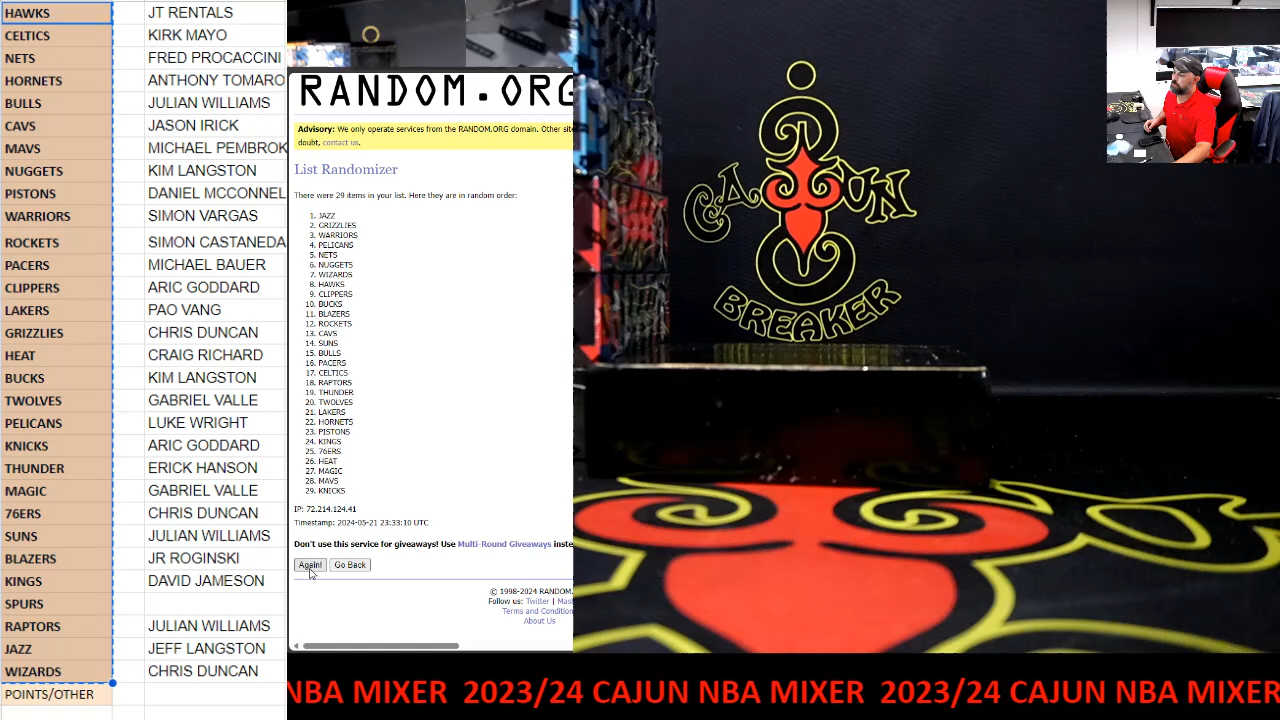 HAWKS JT RENTALS
CELTICS KIRK MAYO
NETS FRED PROCACCINI
HORNETS ANTHONY TOMARO
BULLS JULIAN WILLIAMS
CAVS JASON IRICK
MAVS MICHAEL PEMBROK
NUGGETS KIM LANGSTON
PISTONS DANIEL MCCONNEL
WARRIORS SIMON VARGAS
ROCKETS SIMON CASTANEDA
PACERS MICHAEL BAUER
CLIPPERS ARIC GODDARD
LAKERS PAO VANG
GRIZZLIES CHRIS DUNCAN
HEAT CRAIG RICHARD
BUCKS KIM LANGSTON
TWOLVES GABRIEL VALLE
PELICANS LUKE WRIGHT
KNICKS ARIC GODDARD
THUNDER ERICK HANSON
MAGIC GABRIEL VALLE
76ERS CHRIS DUNCAN
SUNS JULIAN WILLIAMS
BLAZERS JR ROGINSKI
KINGS DAVID JAMESON
SPURS
RAPTORS JULIAN WILLIAMS
JAZZ JEFF LANGSTON
WIZARDS CHRIS DUNCAN
POINTS/OTHER
RANDOM.ORG
Advisory: We only operate services from the RANDOM.ORG domain. Other site
doubt, contact us.
List Randomizer
There were 29 items in your list. Here they are in random order:
1. JAZZ
2. GRIZZLIES
3. WARRIORS
4. PELICANS
5. NETS
6. NUGGETS
7. WIZARDS
8. HAWKS
9. CLIPPERS
10. BUCKS
11. BLAZERS
12. ROCKETS
13. CAVS
14. SUNS
15. BULLS
16. PACERS
17. CELTICS
18. RAPTORS
19. THUNDER
20. TWOLVES
21. LAKERS
22. HORNETS
23. PISTONS
24. KINGS
25. 76ERS
26. HEAT
27. MAGIC
28. MAVS
29. KNICKS
IP: 72.214.124.41
Timestamp: 2024-05-21 23:33:10 UTC
Don't use this service for giveaways! Use Multi-Round Giveaways inste
Again! Go Back
© 1998-2024 RANDOM.
Follow us: Twitter | Mast
Terms and Condition
About Us
CAJUN
BREAKER
NBA MIXER 2023/24 CAJUN NBA MIXER 2023/24 CAJUN NBA MIXER